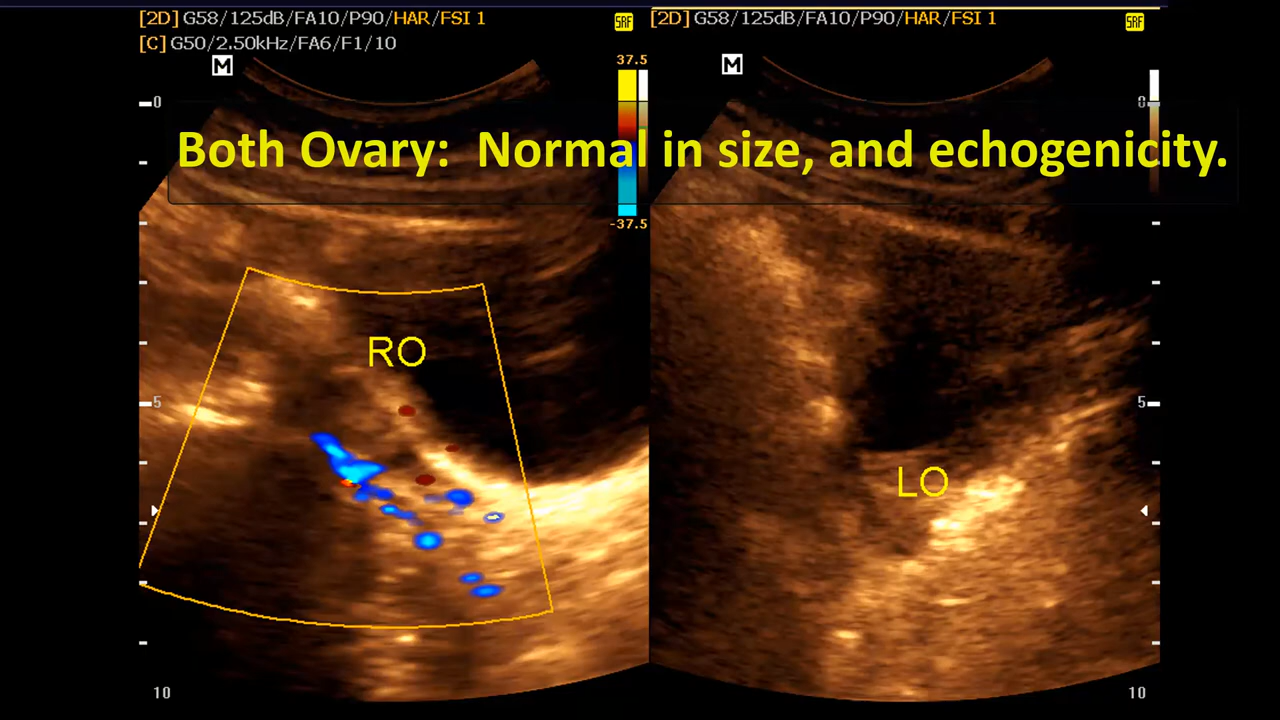 [2D] G58/125dB/FA10/P90/HAR/FSI 1
[C] G50/2.50kHz/FA6/F1/10
SRF
M
37.5
-37.5
0
5
10
RO
[2D] G58/125dB/FA10/P90/HAR/FSI 1
SRF
M
0
5
10
LO
Both Ovary: Normal in size, and echogenicity.